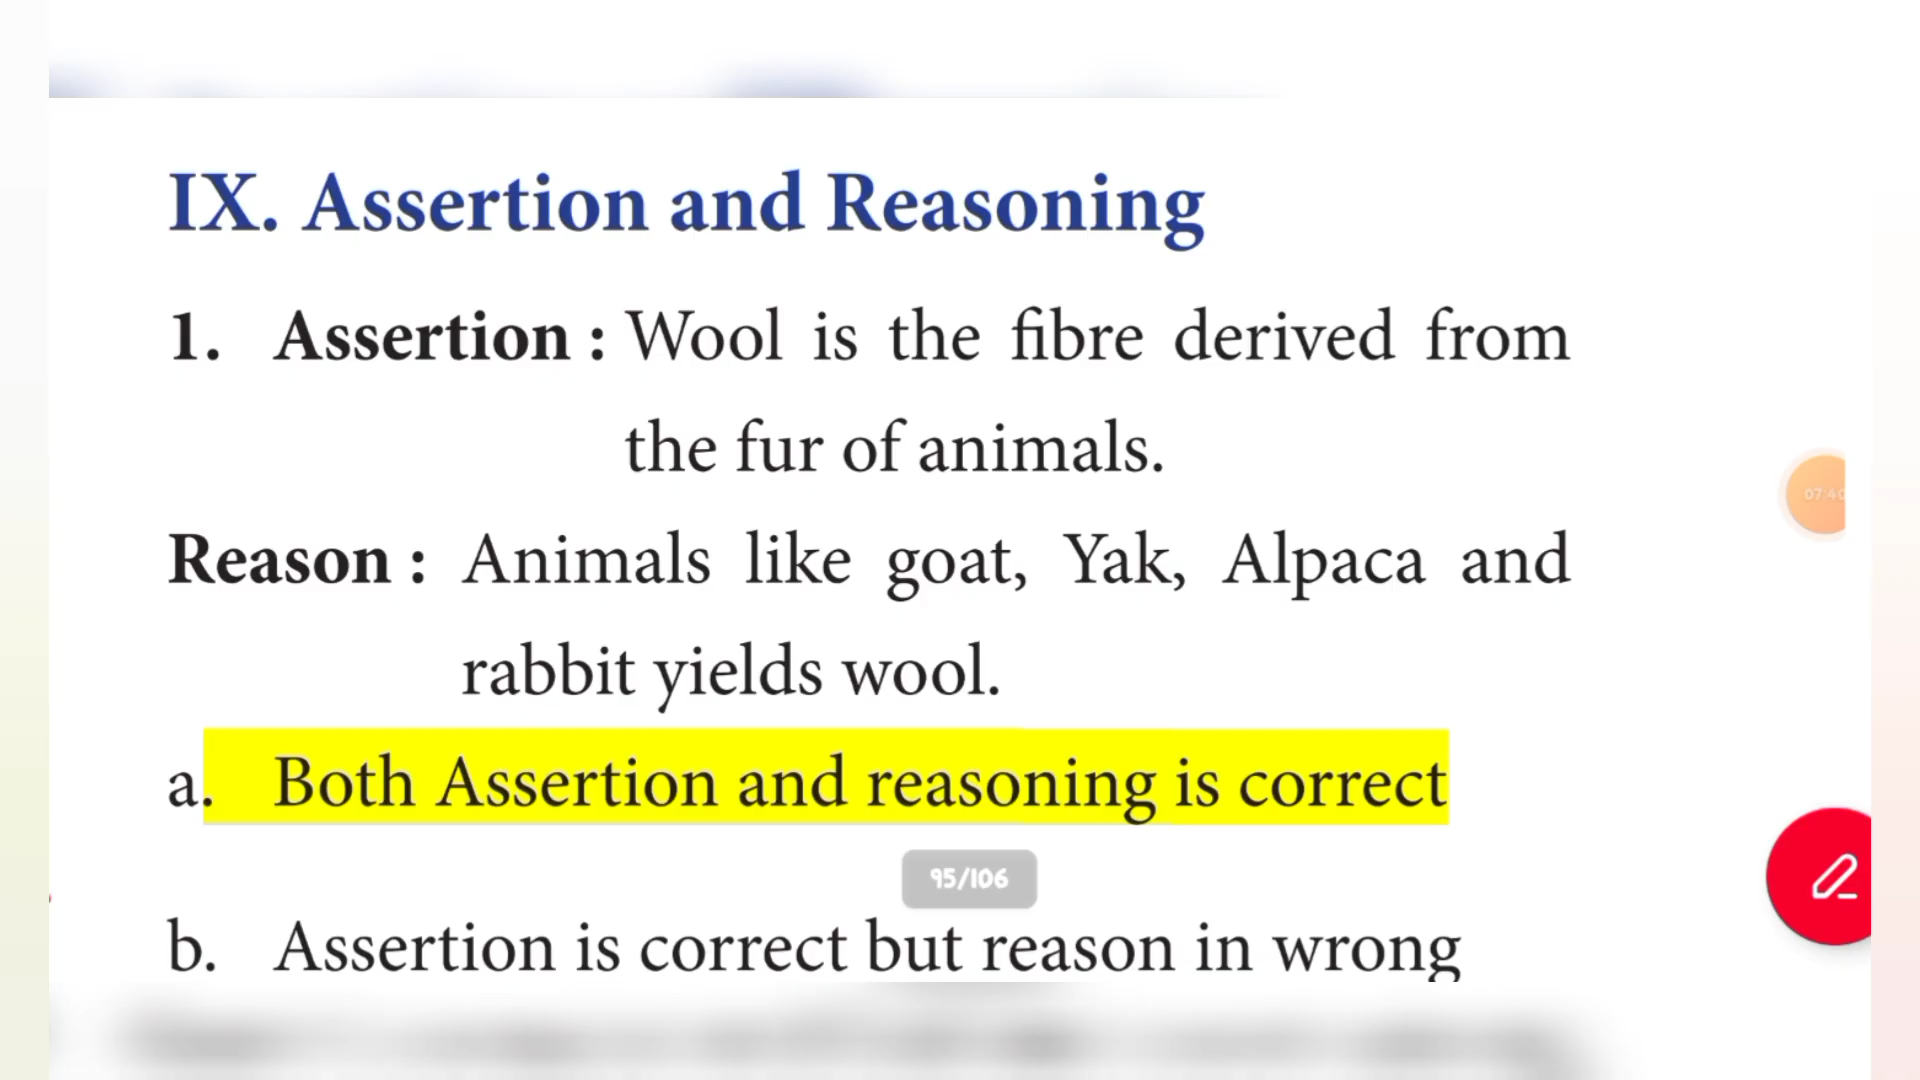 IX. Assertion and Reasoning
1. Assertion : Wool is the fibre derived from
the fur of animals.
Reason : Animals like goat, Yak, Alpaca and
rabbit yields wool.
a. Both Assertion and reasoning is correct
95/106
b. Assertion is correct but reason in wrong
07:40